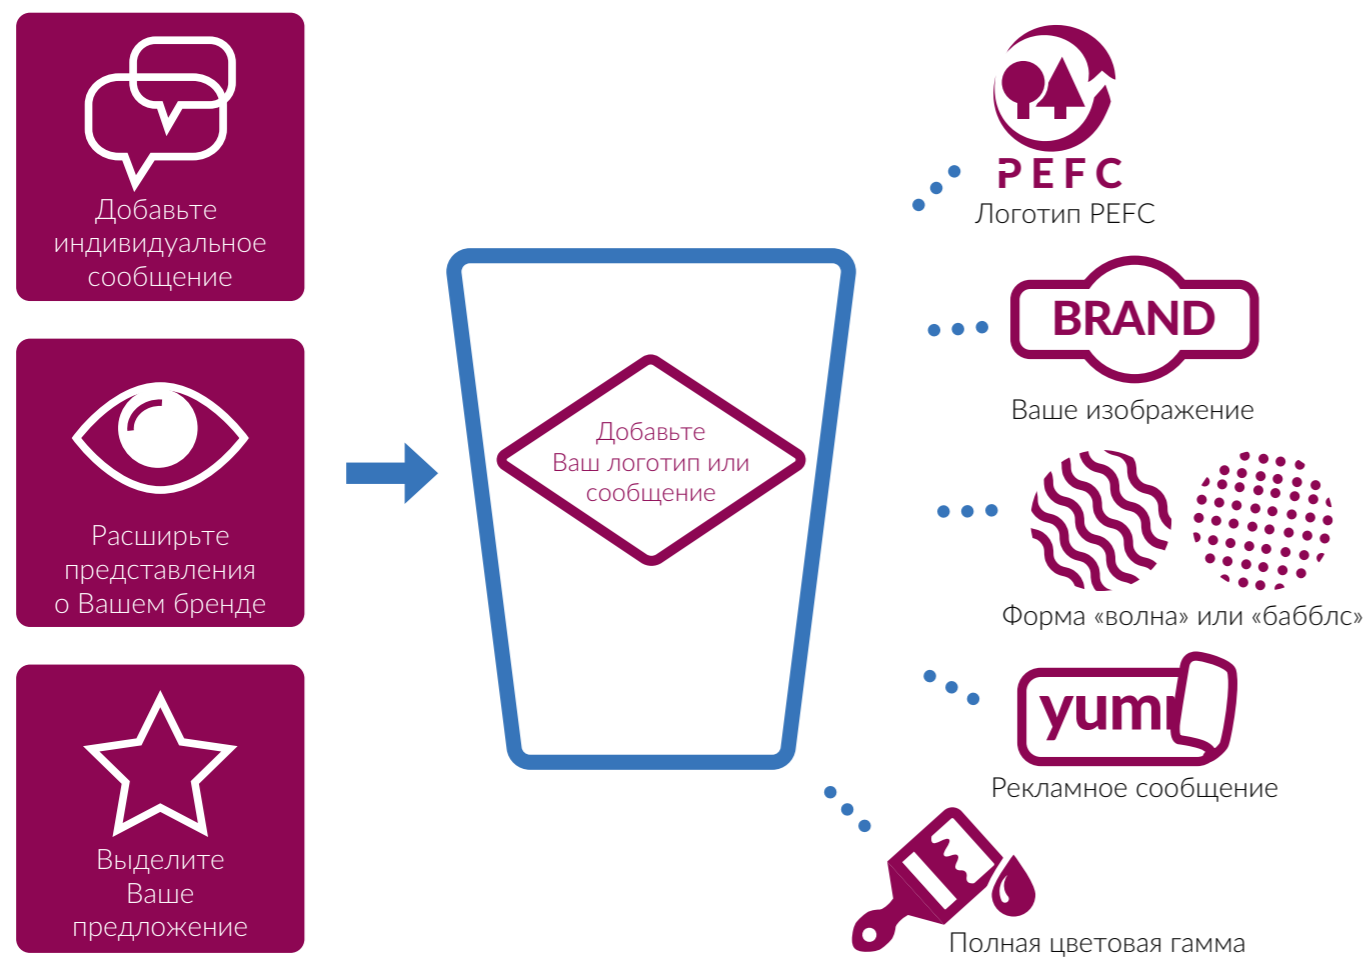 Добавьте
индивидуальное
сообщение
Расширьте
представления
о Вашем бренде
Выделите
Ваше
предложение
Добавьте
Ваш логотип или
сообщение
PEFC
Логотип PEFC
BRAND
Ваше изображение
Форма «волна» или «бабблс»
yum
Рекламное сообщение
Полная цветовая гамма